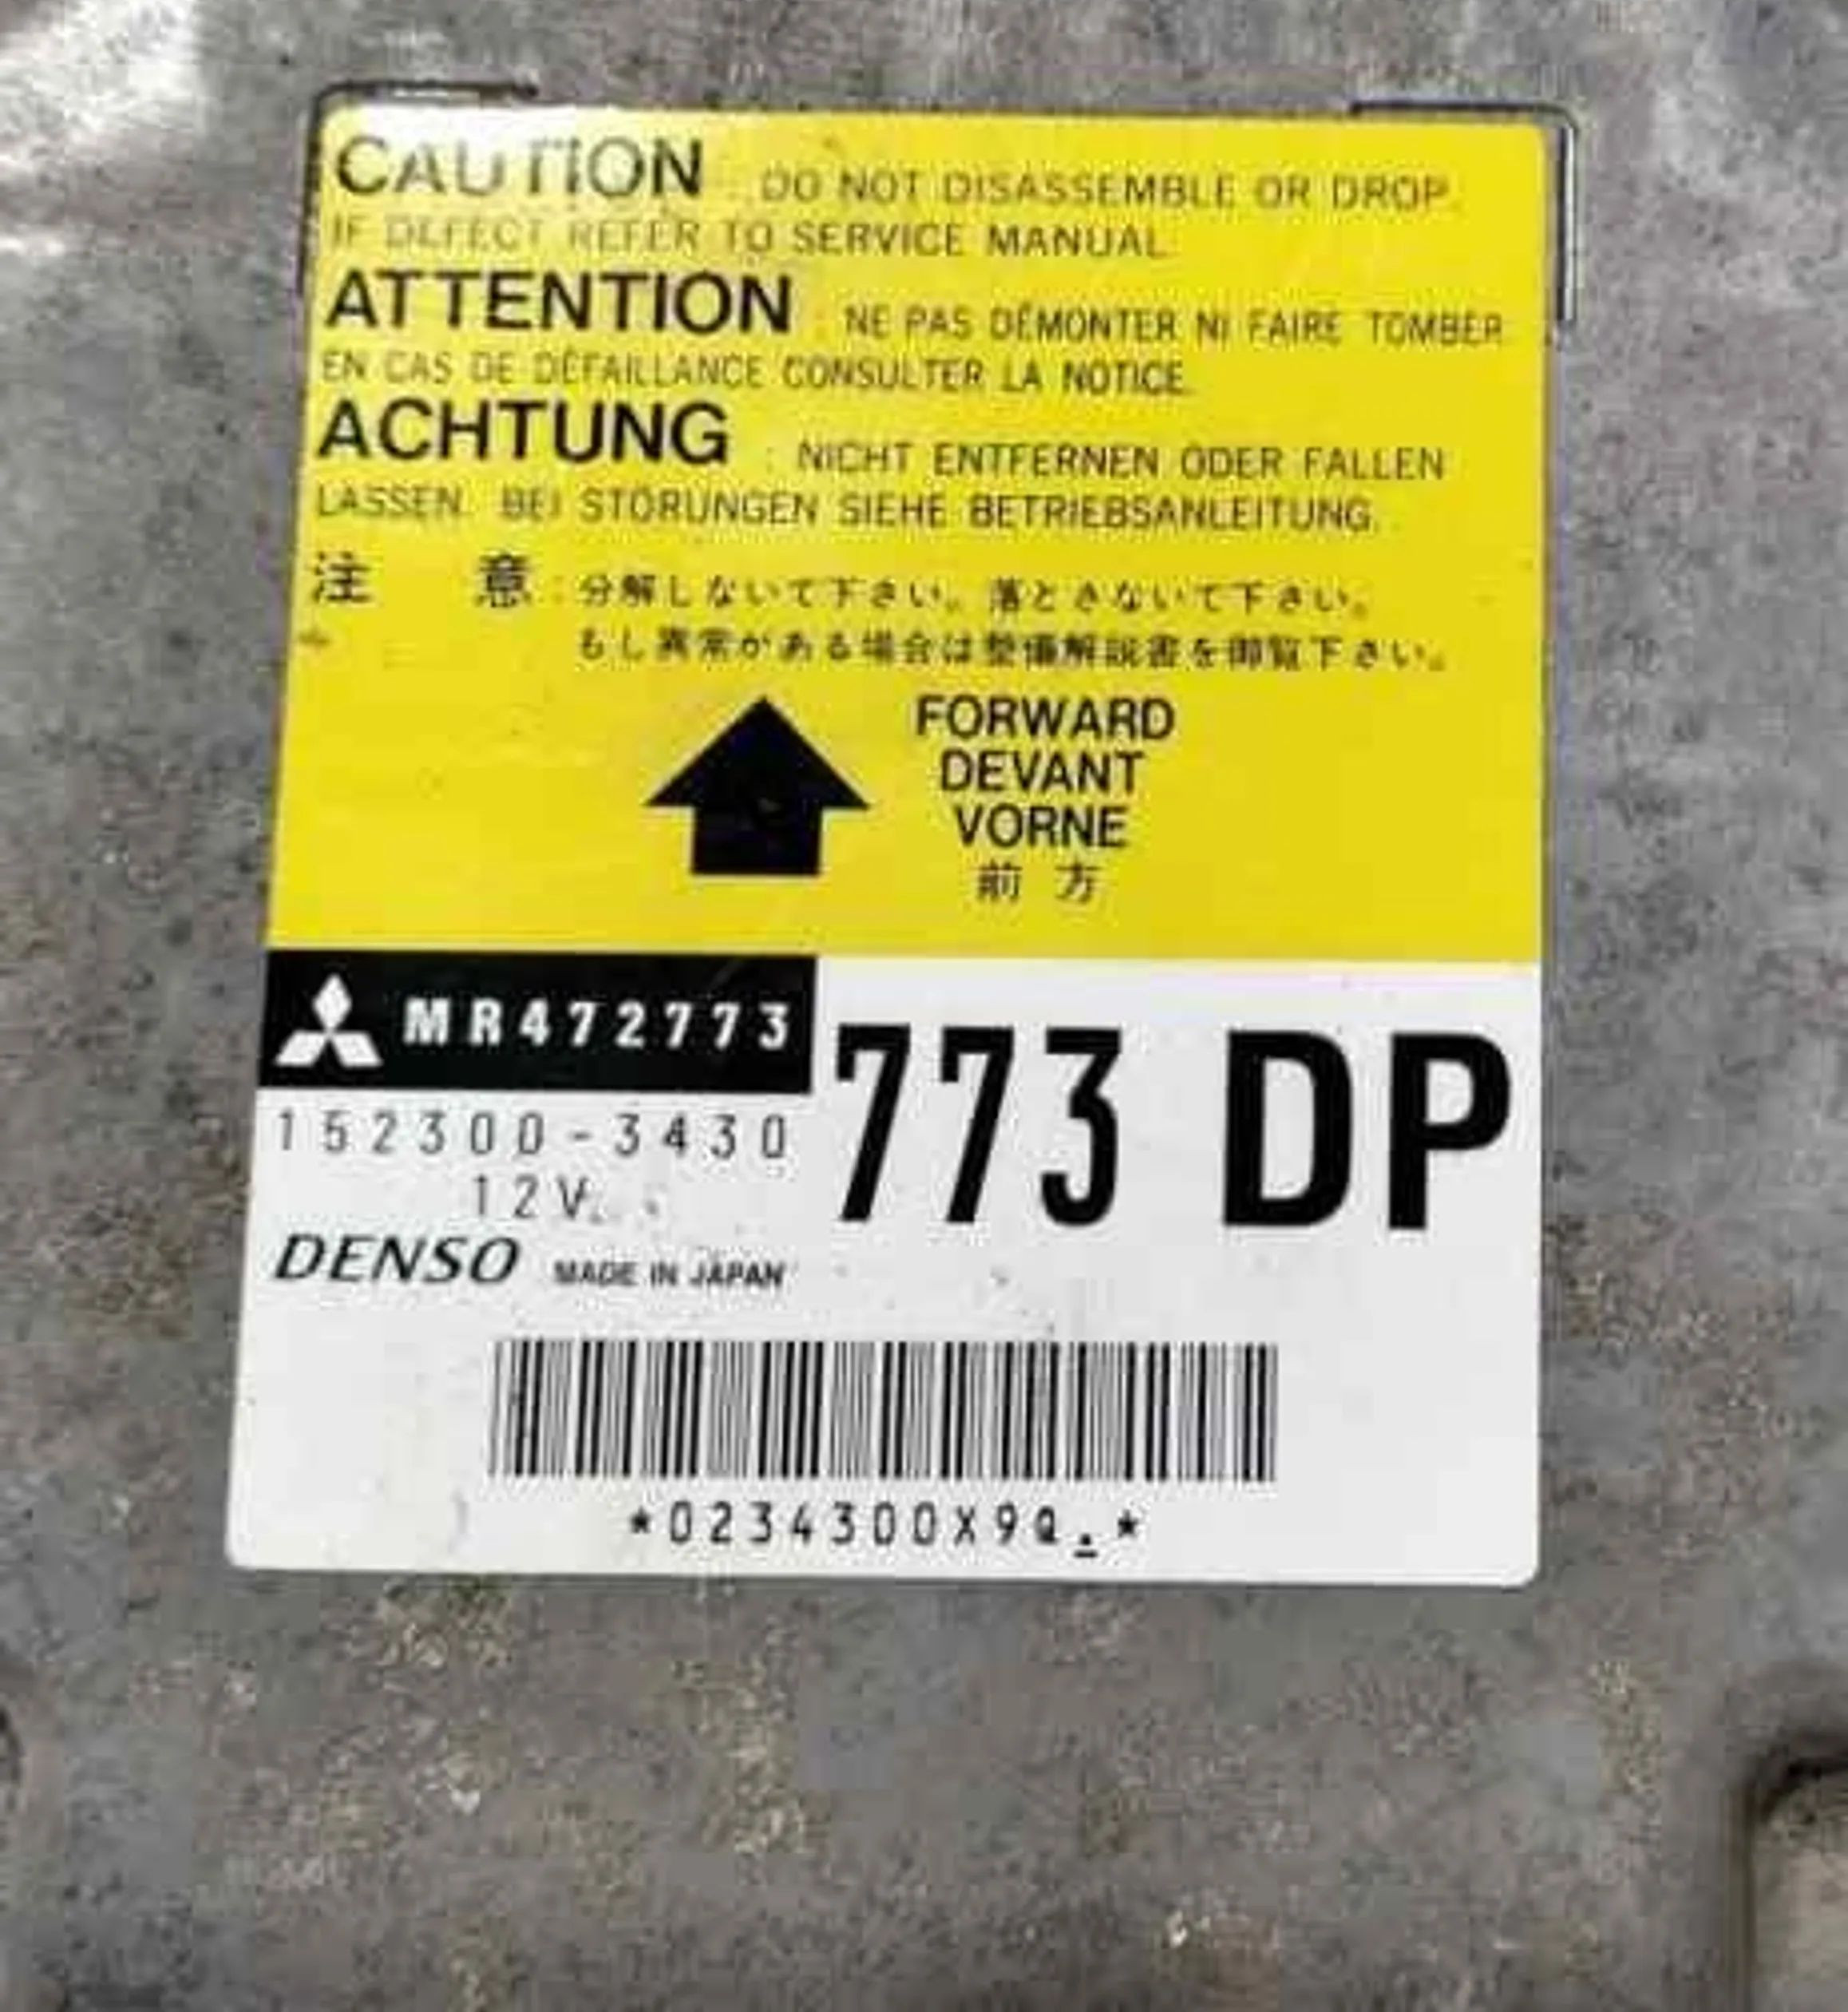 CAUTION : DO NOT DISASSEMBLE OR DROP.
IF DEFECT REFER TO SERVICE MANUAL.
ATTENTION : NE PAS DÉMONTER NI FAIRE TOMBER
EN CAS DE DÉFAILLANCE CONSULTER LA NOTICE.
ACHTUNG : NICHT ENTFERNEN ODER FALLEN
LASSEN. BEI STÖRUNGEN SIEHE BETRIEBSANLEITUNG.
注 意 : 分解しないで下さい。落とさないで下さい。
もし異常がある場合は整備解説書を御覧下さい。
FORWARD
DEVANT
VORNE
前方
MR472773
773 DP
152300-3430
12V
DENSO MADE IN JAPAN
*0234300X9Q.*